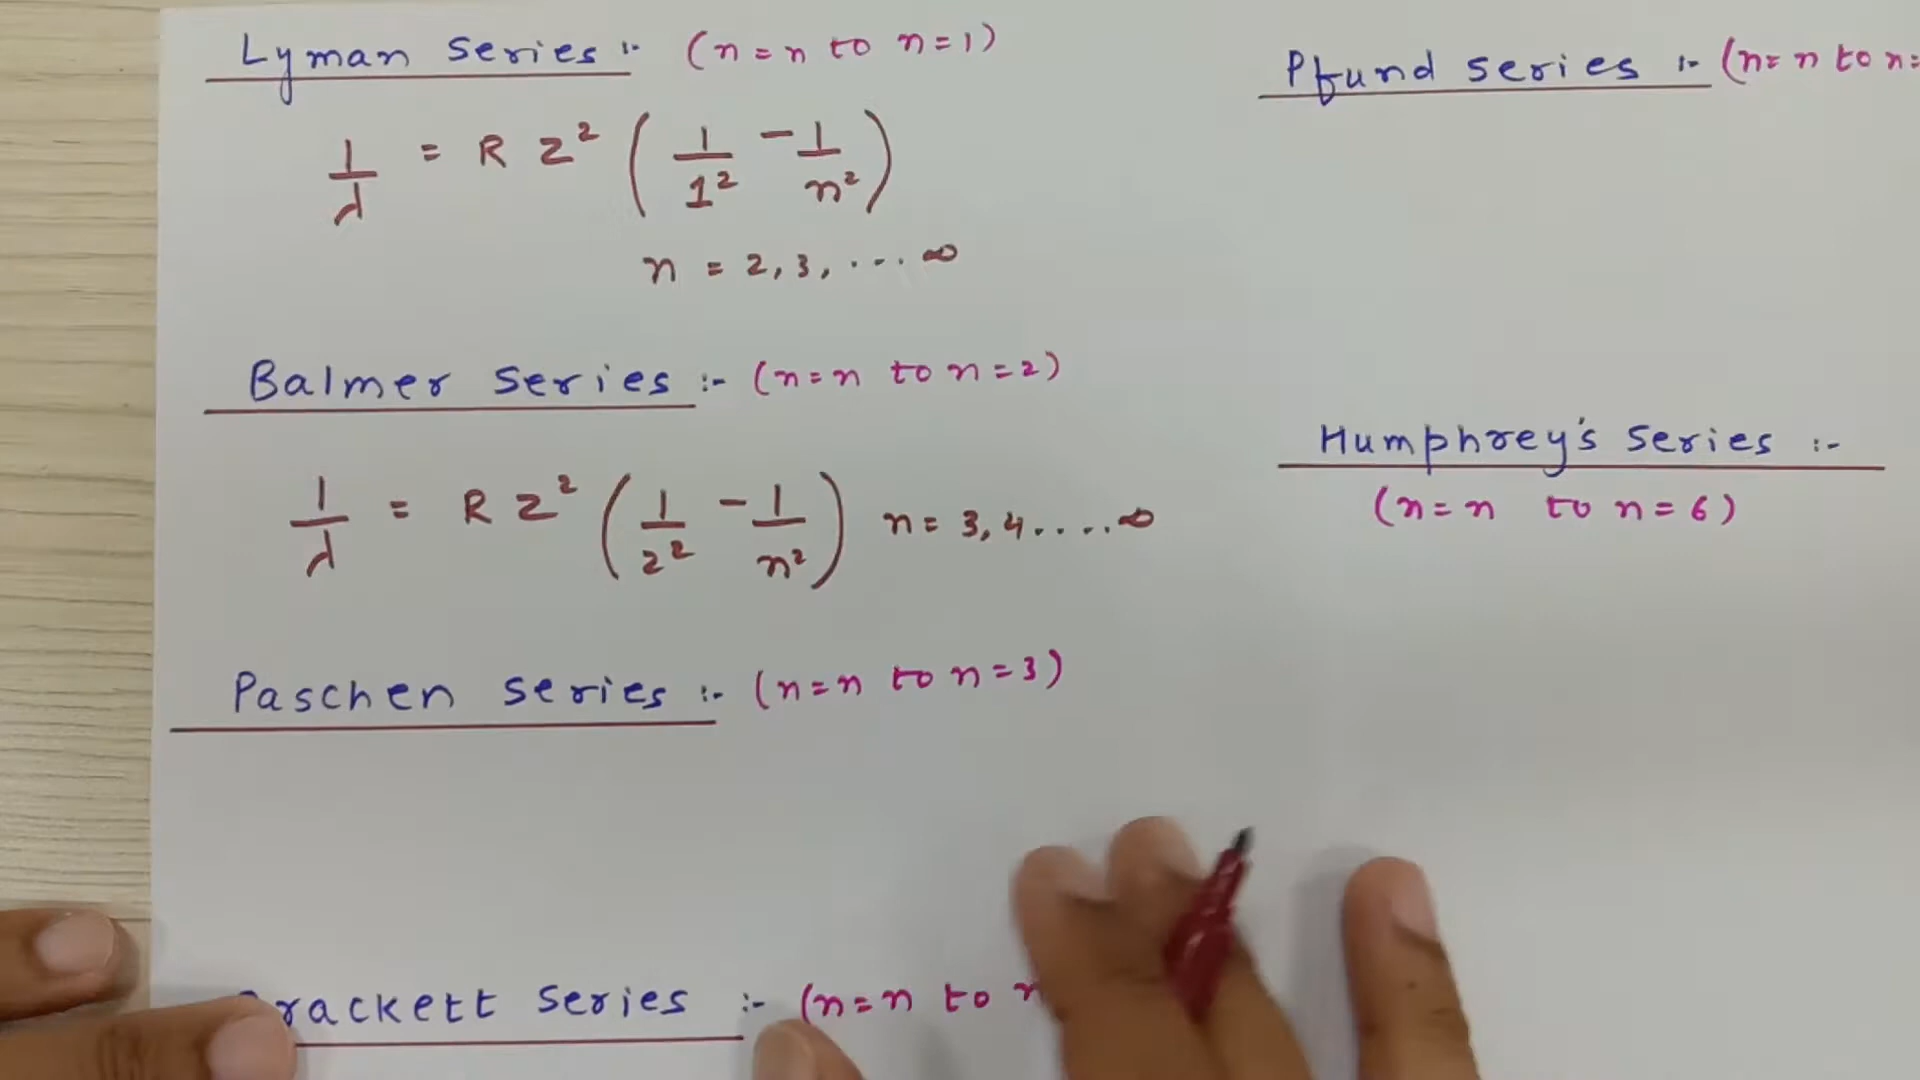 Lyman series :- (n = n to n = 1)
1/λ = R Z² (1/1² - 1/n²)
n = 2, 3, .... ∞
Balmer series :- (n = n to n = 2)
1/λ = R Z² (1/2² - 1/n²) n = 3, 4 ..... ∞
Paschen series :- (n = n to n = 3)
rackett series :- (n = n to n
Pfund series :- (n = n to n =
Humphrey's series :-
(n = n to n = 6)